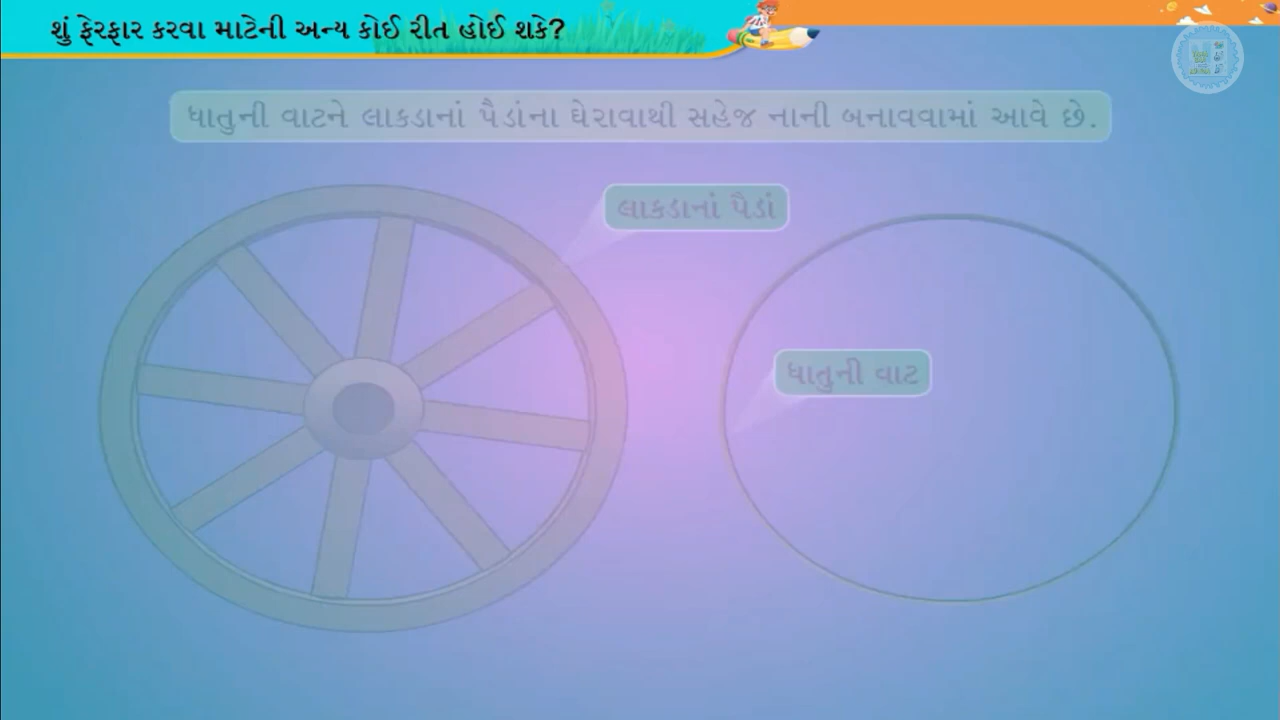 શું ફેરફાર કરવા માટેની અન્ય કોઈ રીત હોઈ શકે?
ધાતુની વાટને લાકડાનાં પૈડાંના ઘેરાવાથી સહેજ નાની બનાવવામાં આવે છે.
લાકડાનાં પૈડાં
ધાતુની વાટ